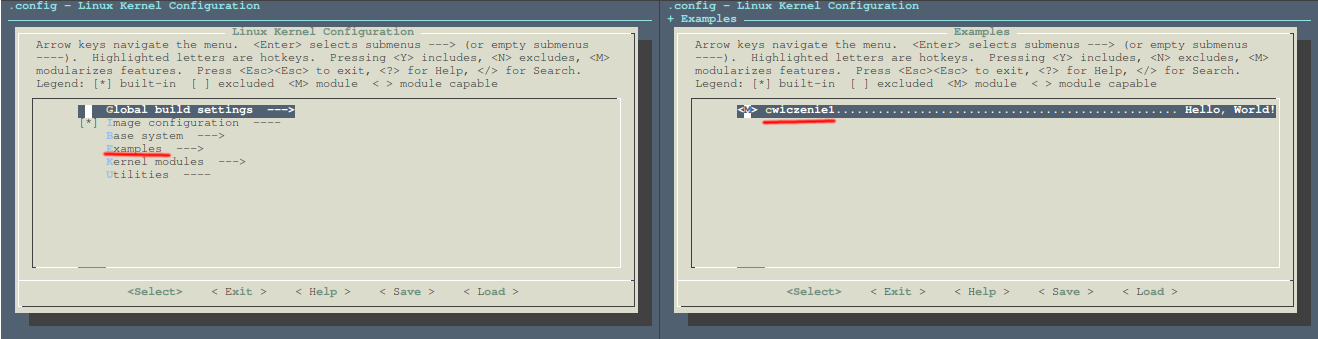 .config - Linux Kernel Configuration
Linux Kernel Configuration
Arrow keys navigate the menu.  <Enter> selects submenus ---> (or empty submenus
----).  Highlighted letters are hotkeys.  Pressing <Y> includes, <N> excludes, <M>
modularizes features.  Press <Esc><Esc> to exit, <?> for Help, </> for Search.
Legend: [*] built-in  [ ] excluded  <M> module  < > module capable
Global build settings  --->
[*] Image configuration  ----
Base system  --->
Examples  --->
Kernel modules  --->
Utilities  ----
<Select>    < Exit >    < Help >    < Save >    < Load >
.config - Linux Kernel Configuration
+ Examples
Examples
Arrow keys navigate the menu.  <Enter> selects submenus ---> (or empty submenus
----).  Highlighted letters are hotkeys.  Pressing <Y> includes, <N> excludes, <M>
modularizes features.  Press <Esc><Esc> to exit, <?> for Help, </> for Search.
Legend: [*] built-in  [ ] excluded  <M> module  < > module capable
<M> cwiczenie1................................................. Hello, World!
<Select>    < Exit >    < Help >    < Save >    < Load >